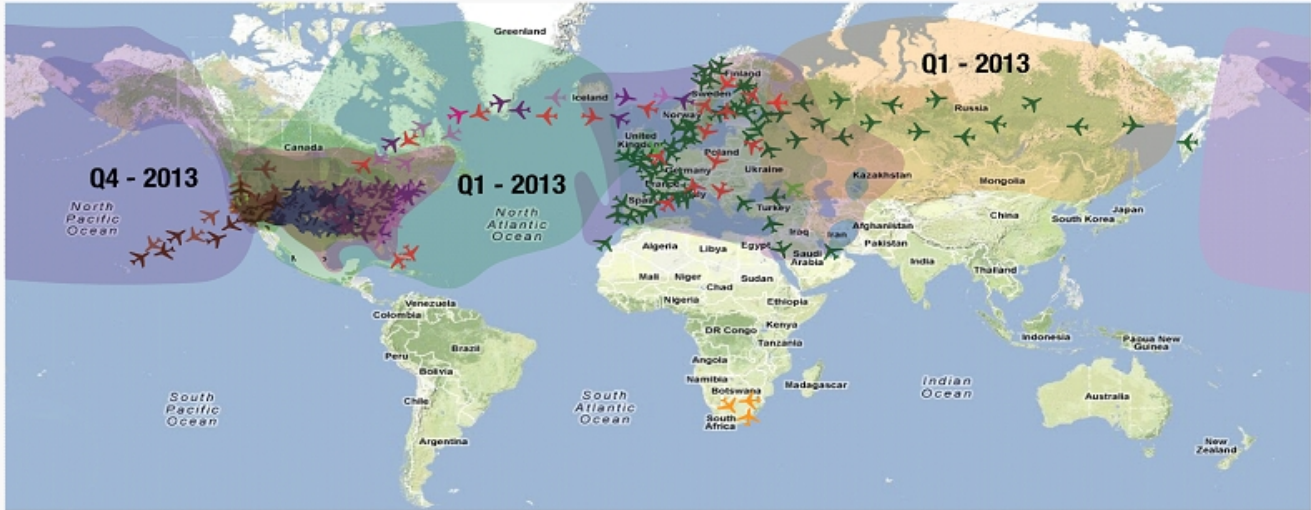 Greenland
Q1 - 2013
Finland
Iceland
Sweden
Russia
Norway
United
Kingdom
Canada
Poland
Q4 - 2013
Q1 - 2013
Germany
Ukraine
Kazakhstan
Mongolia
France
North
Pacific
Ocean
North
Atlantic
Ocean
Turkey
China
Japan
South Korea
Iraq
Iran
Afghanistan
Pakistan
Algeria
Libya
Egypt
Saudi
Arabia
India
Thailand
Mali
Niger
Chad
Sudan
Nigeria
Ethiopia
Venezuela
Colombia
DR Congo
Kenya
Tanzania
Indonesia
Papua New
Guinea
Peru
Brazil
Angola
Bolivia
Namibia
Botswana
Madagascar
South
Pacific
Ocean
Chile
South
Atlantic
Ocean
Indian
Ocean
Australia
South
Africa
Argentina
New
Zealand